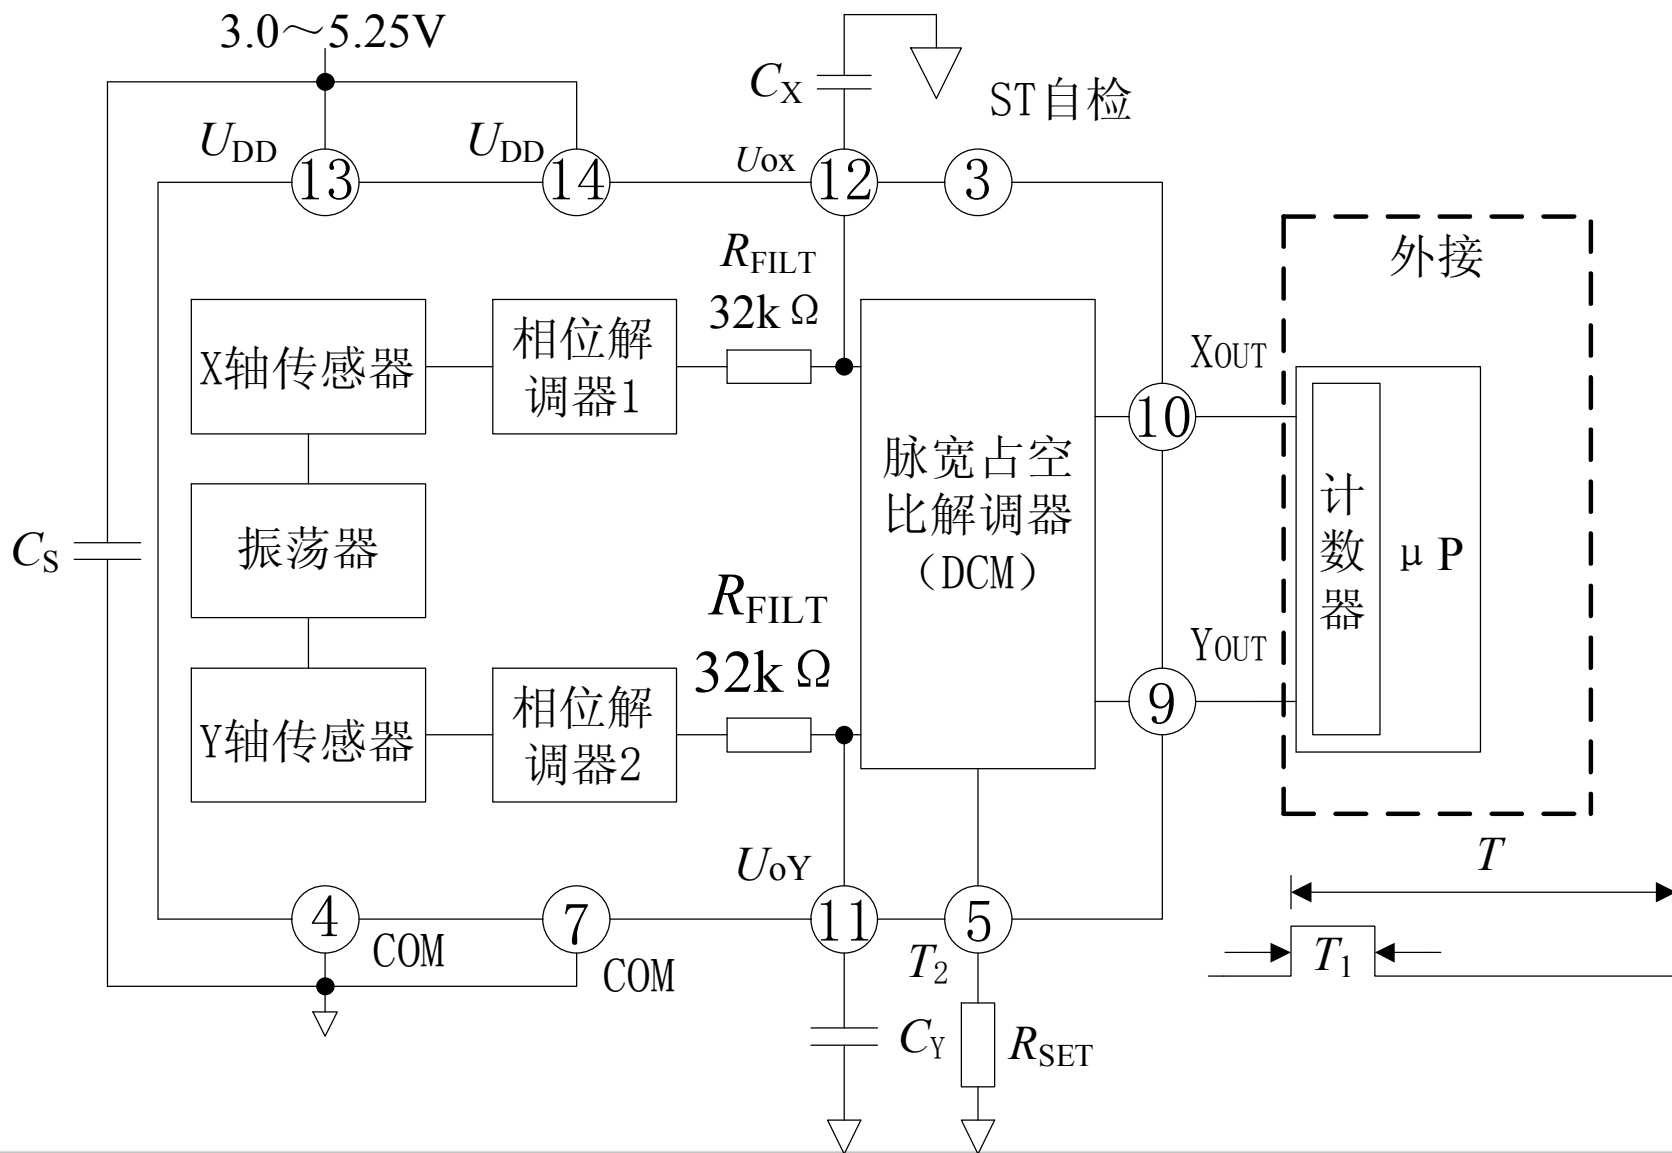 3.0～5.25V
CX
ST自检
UDD
UDD
Uox
13
14
12
3
RFILT
32kΩ
外接
X轴传感器
相位解
调器1
XOUT
10
脉宽占空
比解调器
（DCM）
计
数
器
μP
CS
振荡器
RFILT
32kΩ
YOUT
9
Y轴传感器
相位解
调器2
UoY
T
4
COM
7
COM
11
5
T2
T1
CY
RSET